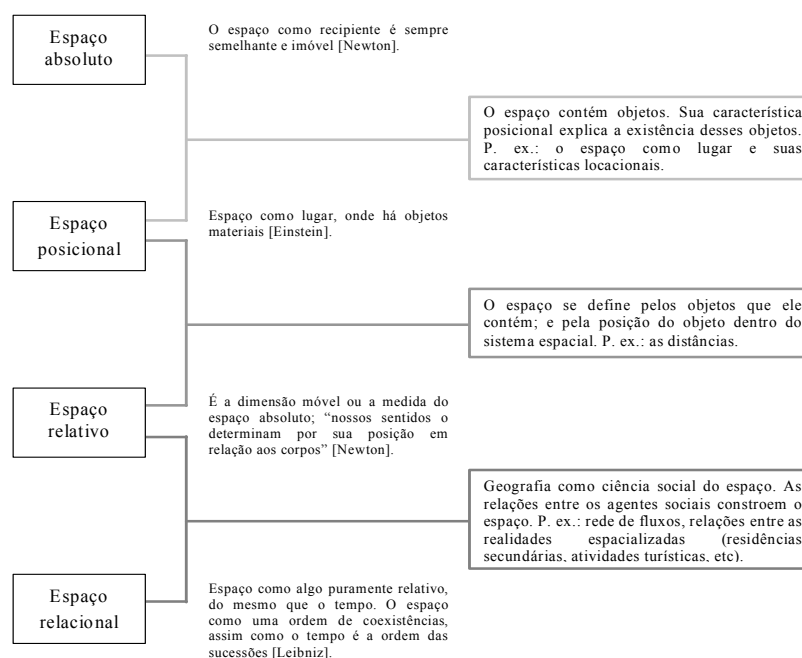 Espaço
absoluto
O espaço como recipiente é sempre
semelhante e imóvel [Newton].
O espaço contém objetos. Sua característica
posicional explica a existência desses objetos.
P. ex.: o espaço como lugar e suas
características locacionais.
Espaço
posicional
Espaço como lugar, onde há objetos
materiais [Einstein].
O espaço se define pelos objetos que ele
contém; e pela posição do objeto dentro do
sistema espacial. P. ex.: as distâncias.
Espaço
relativo
É a dimensão móvel ou a medida do
espaço absoluto; “nossos sentidos o
determinam por sua posição em
relação aos corpos” [Newton].
Geografia como ciência social do espaço. As
relações entre os agentes sociais constroem o
espaço. P. ex.: rede de fluxos, relações entre as
realidades espacializadas (residências
secundárias, atividades turísticas, etc).
Espaço
relacional
Espaço como algo puramente relativo,
do mesmo que o tempo. O espaço
como uma ordem de coexistências,
assim como o tempo é a ordem das
sucessões [Leibniz].